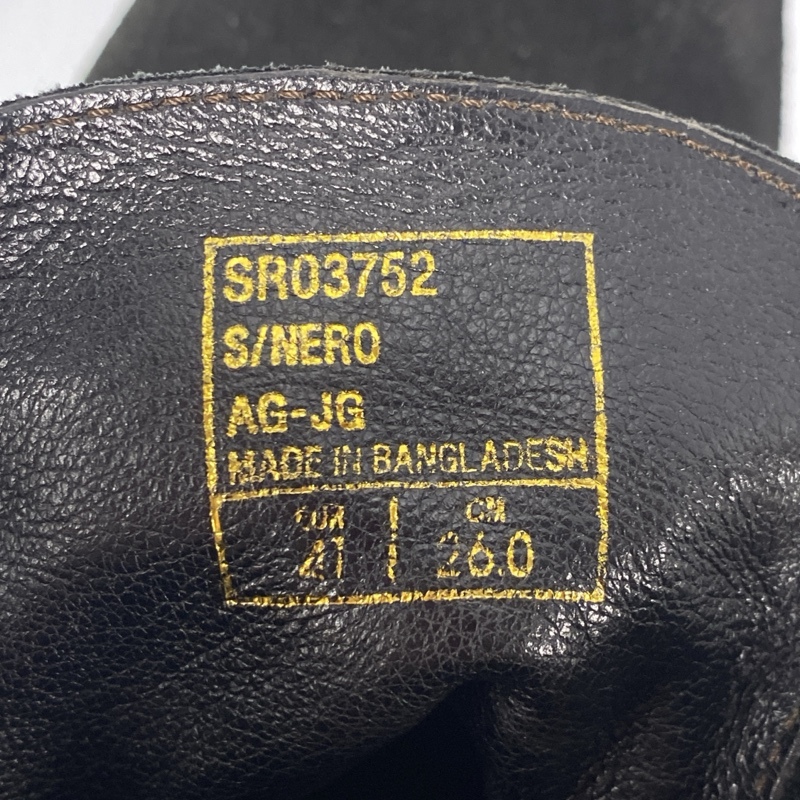 SR03752
S/NERO
AG-JG
MADE IN BANGLADESH
EUR CM
41 26.0